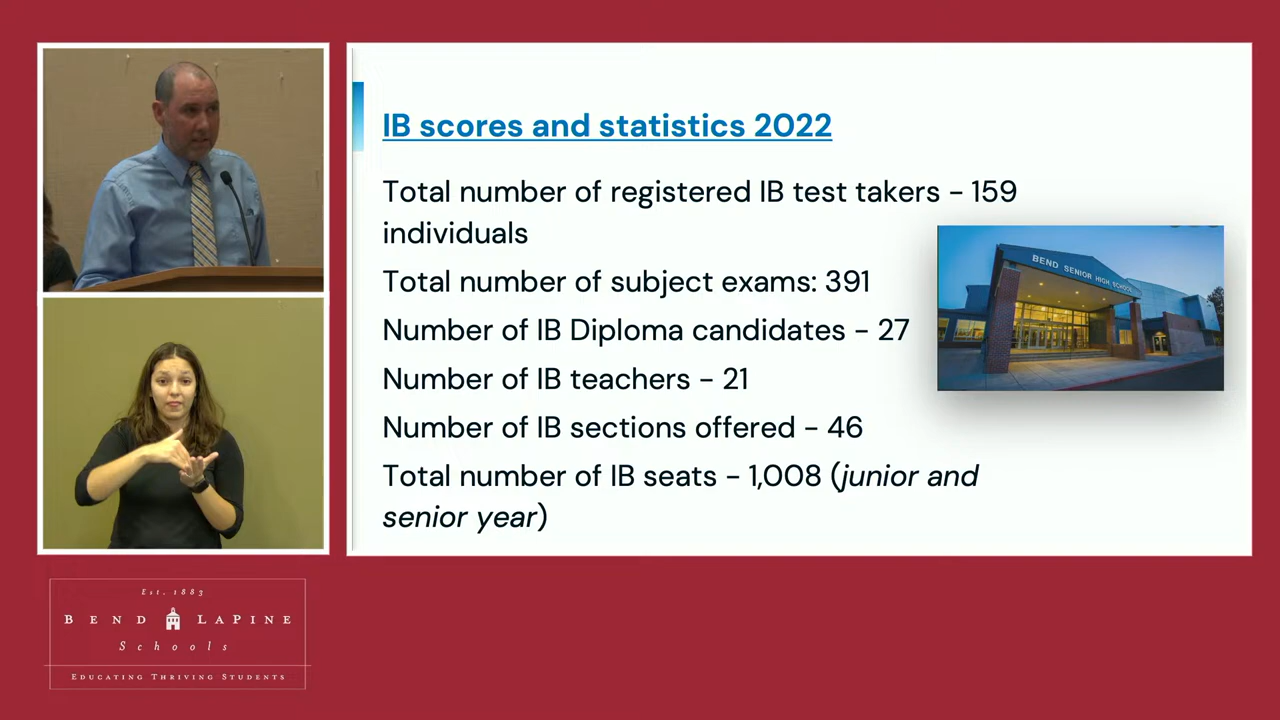 IB scores and statistics 2022
Total number of registered IB test takers – 159
individuals
Total number of subject exams: 391
Number of IB Diploma candidates – 27
Number of IB teachers – 21
Number of IB sections offered – 46
Total number of IB seats – 1,008 (junior and
senior year)
BEND SENIOR HIGH SCHOOL
Est. 1883
BEND LAPINE
Schools
EDUCATING THRIVING STUDENTS